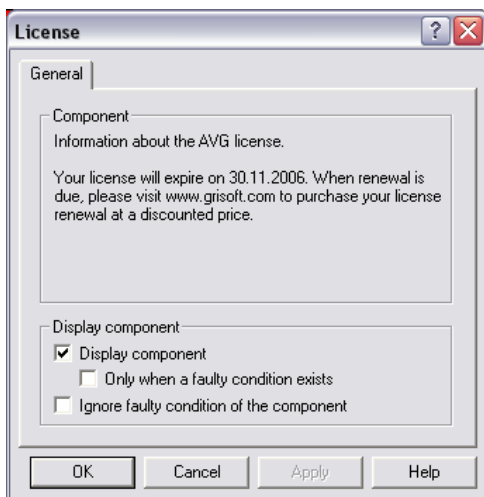 License
General
Component
Information about the AVG license.
Your license will expire on 30.11.2006. When renewal is
due, please visit www.grisoft.com to purchase your license
renewal at a discounted price.
Display component
Display component
Only when a faulty condition exists
Ignore faulty condition of the component
OK Cancel Apply Help